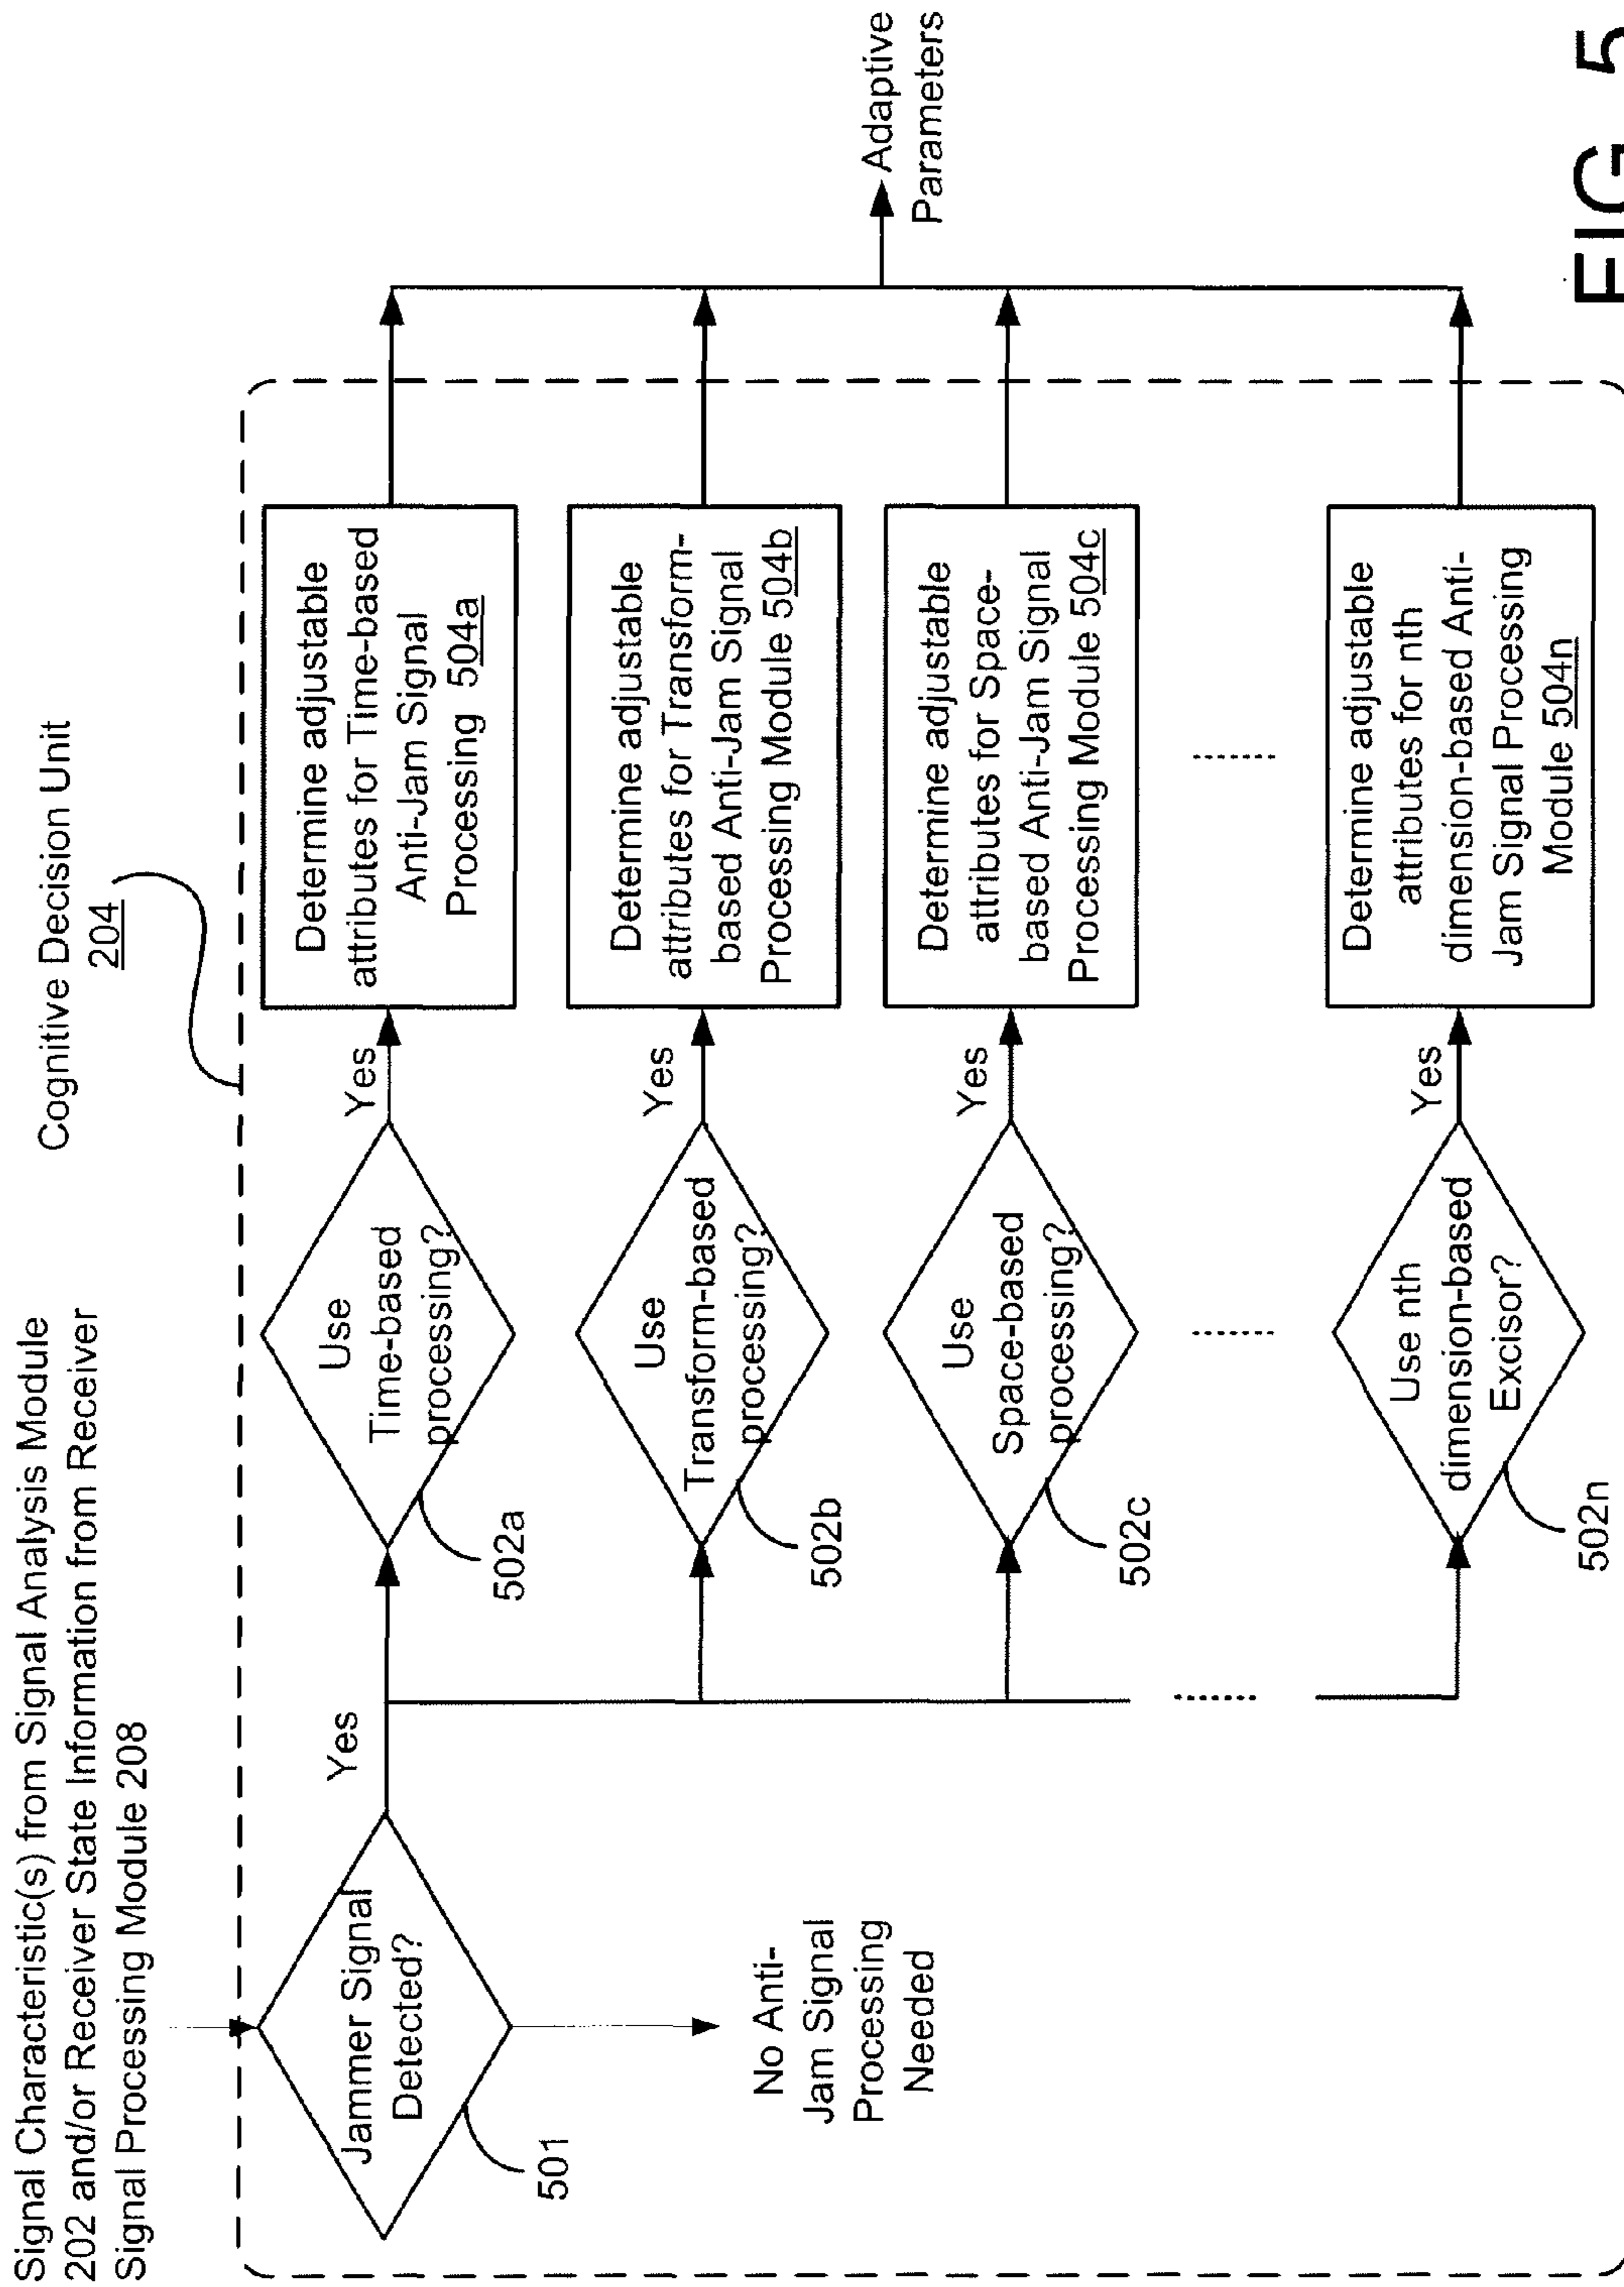 Signal Characteristic(s) from Signal Analysis Module
202 and/or Receiver State Information from Receiver
Signal Processing Module 208
Cognitive Decision Unit
204
Jammer Signal
Detected?
501
Yes
No Anti-
Jam Signal
Processing
Needed
Use
Time-based
processing?
502a
Yes
Determine adjustable
attributes for Time-based
Anti-Jam Signal
Processing 504a
Use
Transform-based
processing?
502b
Yes
Determine adjustable
attributes for Transform-
based Anti-Jam Signal
Processing Module 504b
Use
Space-based
processing?
502c
Yes
Determine adjustable
attributes for Space-
based Anti-Jam Signal
Processing Module 504c
Use nth
dimension-based
Excisor?
502n
Yes
Determine adjustable
attributes for nth
dimension-based Anti-
Jam Signal Processing
Module 504n
Adaptive
Parameters
FIG 5